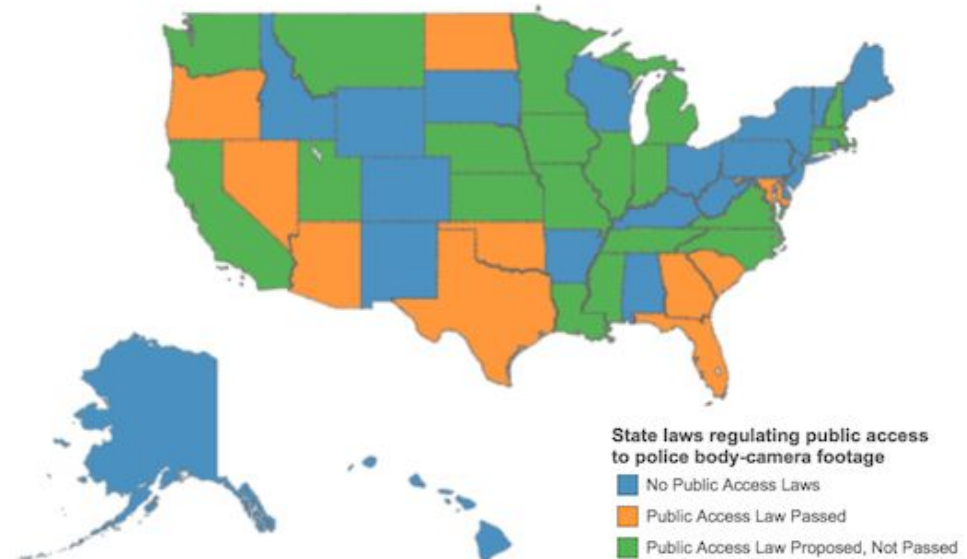 State laws regulating public access
to police body-camera footage
No Public Access Laws
Public Access Law Passed
Public Access Law Proposed, Not Passed